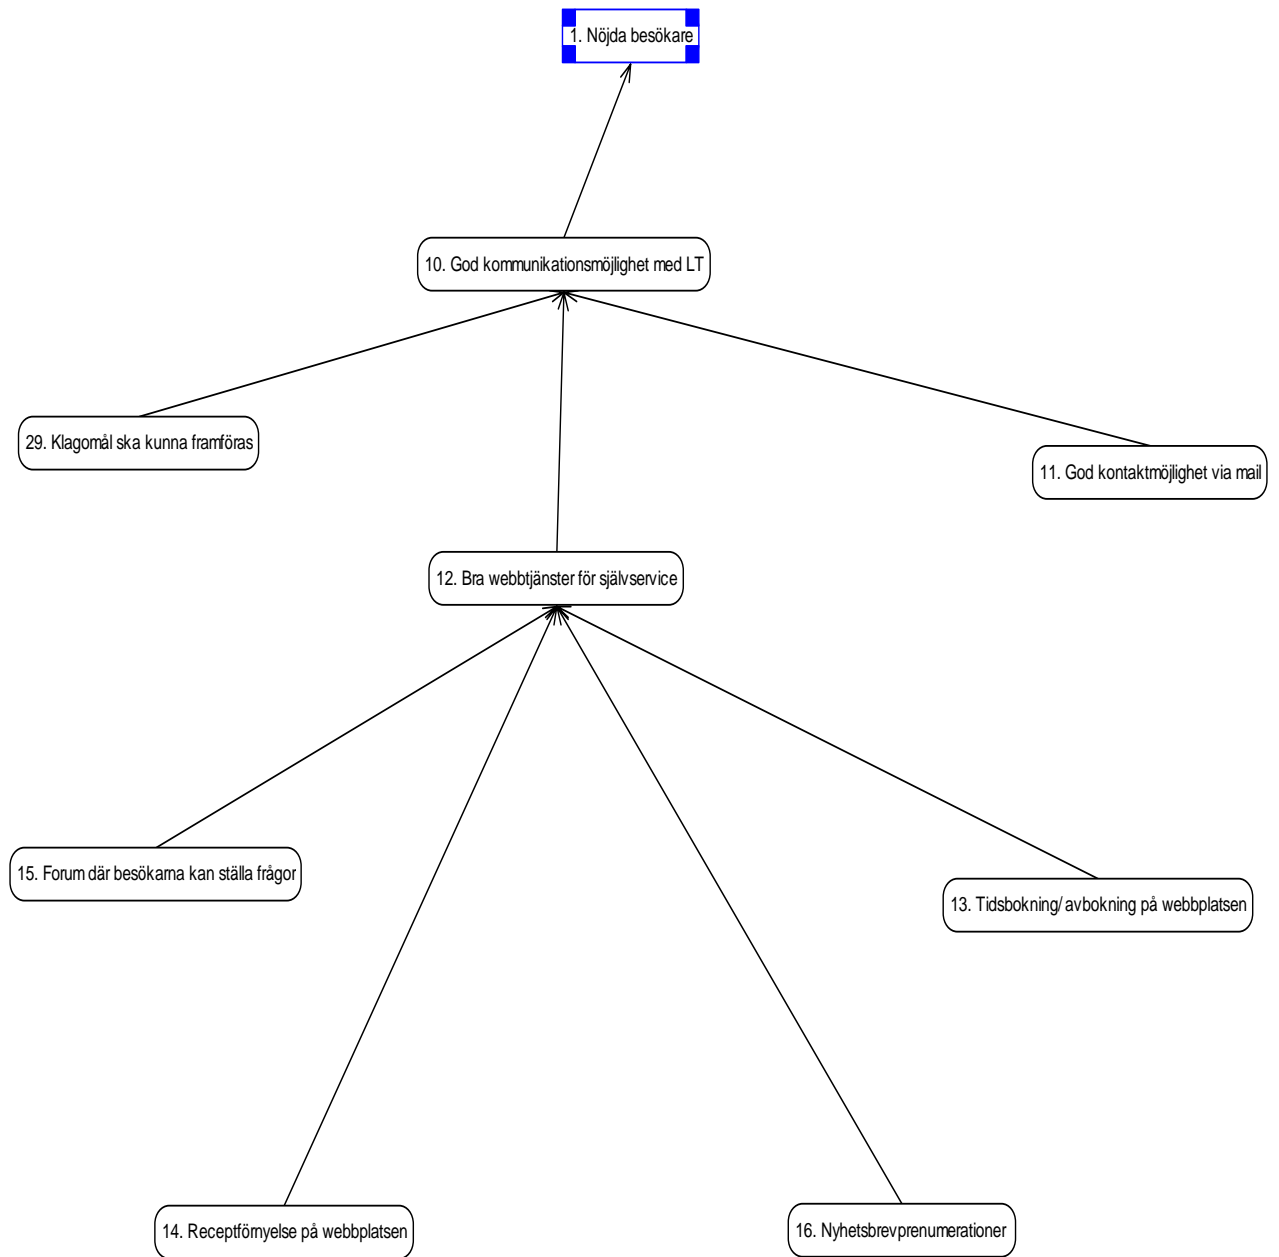 1. Nöjda besökare
10. God kommunikationsmöjlighet med LT
29. Klagomål ska kunna framföras
11. God kontaktmöjlighet via mail
12. Bra webbtjänster för självservice
15. Forum där besökarna kan ställa frågor
13. Tidsbokning/ avbokning på webbplatsen
14. Receptförnyelse på webbplatsen
16. Nyhetsbrevprenumerationer